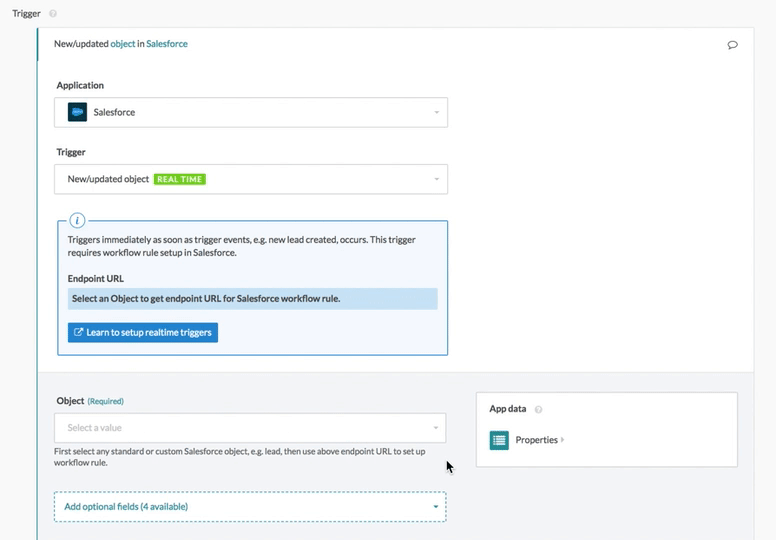 Trigger ?
New/updated object in Salesforce
Application
Salesforce
Trigger
New/updated object REAL TIME
i
Triggers immediately as soon as trigger events, e.g. new lead created, occurs. This trigger
requires workflow rule setup in Salesforce.
Endpoint URL
Select an Object to get endpoint URL for Salesforce workflow rule.
Learn to setup realtime triggers
Object (Required)
Select a value
First select any standard or custom Salesforce object, e.g. lead, then use above endpoint URL to set up
workflow rule.
Add optional fields (4 available)
App data ?
Properties